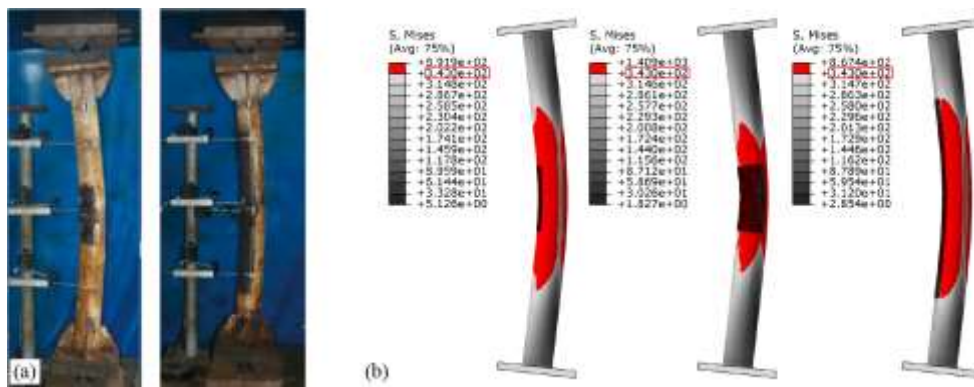 S, Mises
(Avg: 75%)
+3.430e+02
+3.148e+02
+2.867e+02
+2.585e+02
+2.304e+02
+2.022e+02
+1.741e+02
+1.459e+02
+1.178e+02
+8.959e+01
+6.144e+01
+3.328e+01
+5.126e+00
S, Mises
(Avg: 75%)
+1.409e+03
+3.430e+02
+3.146e+02
+2.861e+02
+2.577e+02
+2.293e+02
+2.008e+02
+1.724e+02
+1.440e+02
+1.156e+02
+8.712e+01
+5.869e+01
+3.026e+01
+1.827e+00
S, Mises
(Avg: 75%)
+8.674e+02
+3.430e+02
+3.147e+02
+2.863e+02
+2.580e+02
+2.296e+02
+2.013e+02
+1.729e+02
+1.446e+02
+1.162e+02
+8.789e+01
+5.954e+01
+3.120e+01
+2.854e+00
(a)
(b)